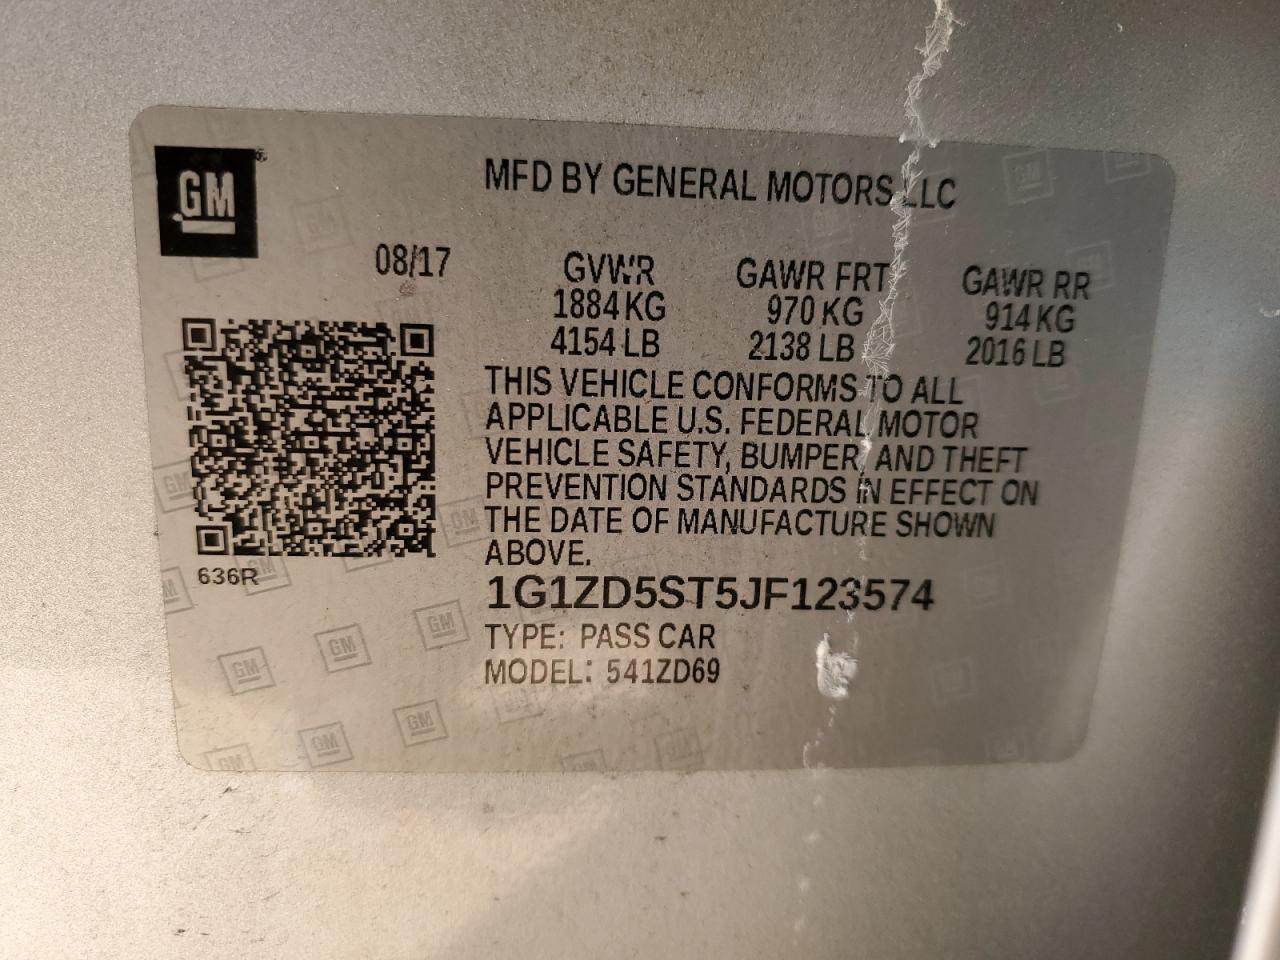 GM
MFD BY GENERAL MOTORS LLC
08/17
GVWR GAWR FRT GAWR RR
1884 KG 970 KG 914 KG
4154 LB 2138 LB 2016 LB
THIS VEHICLE CONFORMS TO ALL
APPLICABLE U.S. FEDERAL MOTOR
VEHICLE SAFETY, BUMPER, AND THEFT
PREVENTION STANDARDS IN EFFECT ON
THE DATE OF MANUFACTURE SHOWN
ABOVE.
636R
1G1ZD5ST5JF123574
TYPE: PASS CAR
MODEL: 541ZD69